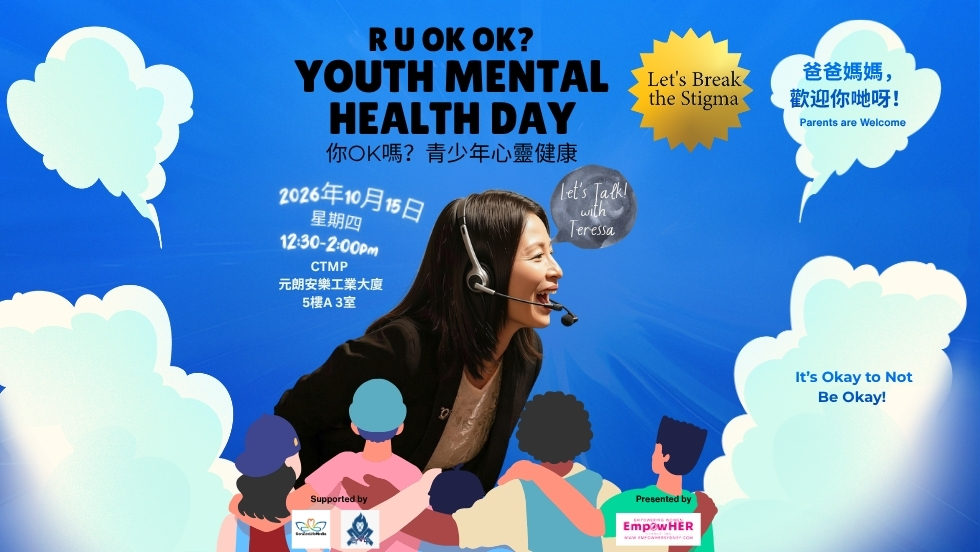 R U OK OK?
YOUTH MENTAL
HEALTH DAY
你OK嗎? 青少年心靈健康
Let's Break
the Stigma
爸爸媽媽，
歡迎你哋呀！
Parents are Welcome
2026年10月15日
星期四
12:30-2:00pm
CTMP
元朗安樂工業大廈
5樓A 3室
Let's Talk!
with
Teressa
It's Okay to Not
Be Okay!
Supported by
Presented by
EMPOWERING WOMEN
EmpowHER